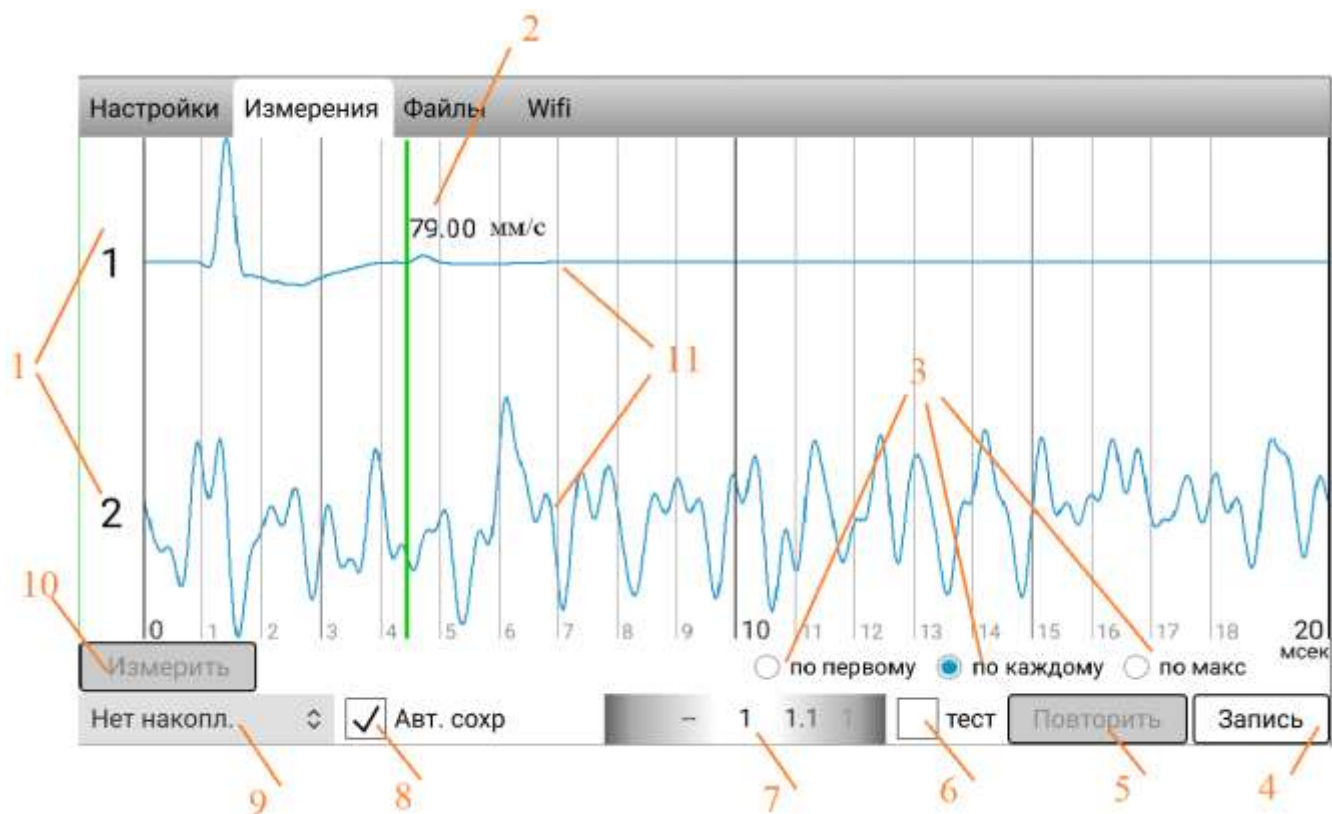 2
Настройки Измерения Файлы Wifi
79.00 мм/с
1
1
11
3
2
10
0 1 2 3 4 5 6 7 8 9 10 11 12 13 14 15 16 17 18 20
мсек
Измерить по первому по каждому по макс
Нет накопл. Авт. сохр – 1 1.1 1 тест Повторить Запись
9 8 7 6 5 4